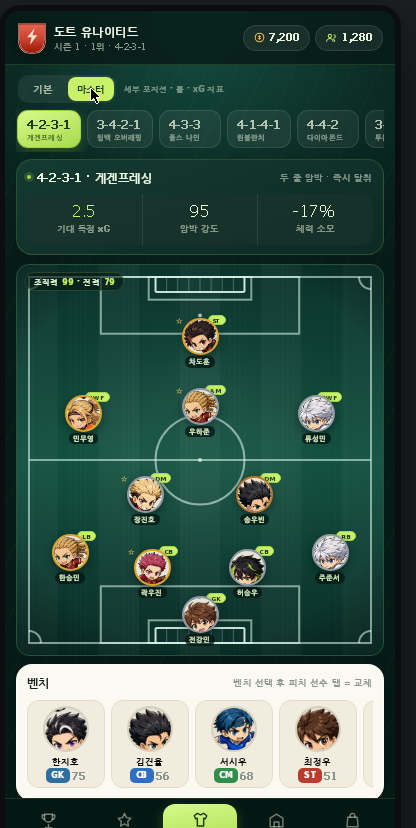 도트 유나이티드
시즌 1 · 1위 · 4-2-3-1
7,200
1,280
기본
마스터
세부 포지션 · 롤 · xG 지표
4-2-3-1
게겐프레싱
3-4-2-1
윙백 오버래핑
4-3-3
폴스 나인
4-1-4-1
원볼란치
4-4-2
다이아몬드
4-2-3-1 · 게겐프레싱
두 줄 압박 · 즉시 탈취
2.5
기대 득점 xG
95
압박 강도
-17%
체력 소모
조직력 99 · 전력 79
ST
차도훈
WF
민무영
AM
우하준
WF
류성민
DM
장진호
DM
송우빈
LB
한승민
CB
곽우진
CB
허승우
RB
주준서
GK
전강민
벤치
벤치 선택 후 피치 선수 탭 = 교체
한지호
GK 75
김건율
CB 56
서시우
CM 68
최정우
ST 51